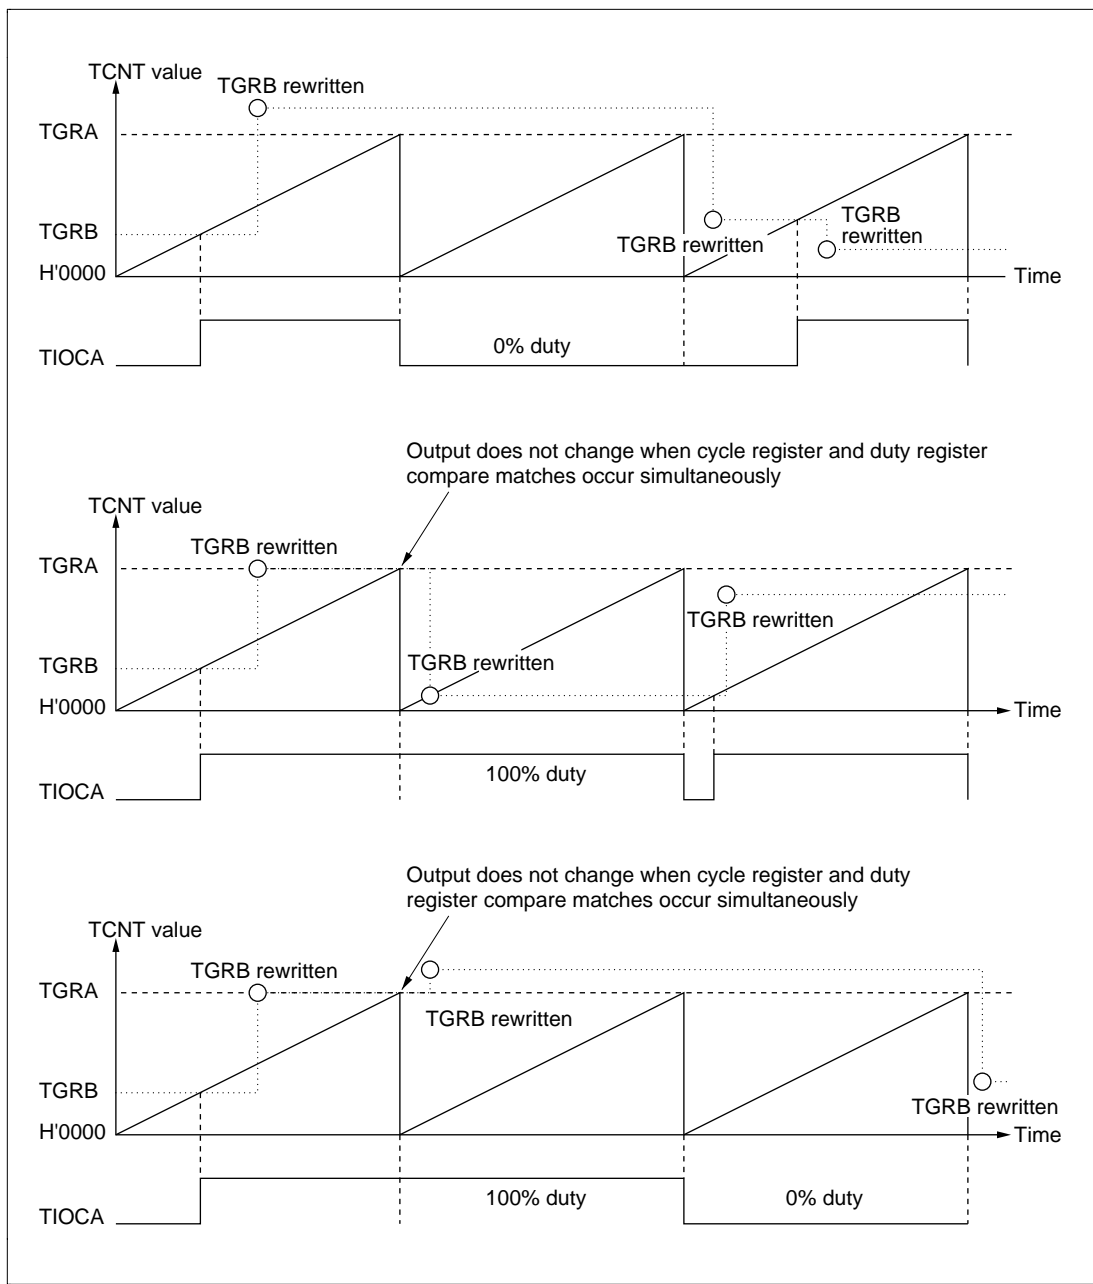 TCNT value
TGRB rewritten
TGRA
TGRB
TGRB rewritten
TGRB
rewritten
H'0000
Time
0% duty
TIOCA
Output does not change when cycle register and duty register
compare matches occur simultaneously
TCNT value
TGRB rewritten
TGRA
TGRB rewritten
TGRB
TGRB rewritten
H'0000
Time
100% duty
TIOCA
Output does not change when cycle register and duty
register compare matches occur simultaneously
TCNT value
TGRB rewritten
TGRA
TGRB rewritten
TGRB
TGRB rewritten
H'0000
Time
100% duty
0% duty
TIOCA